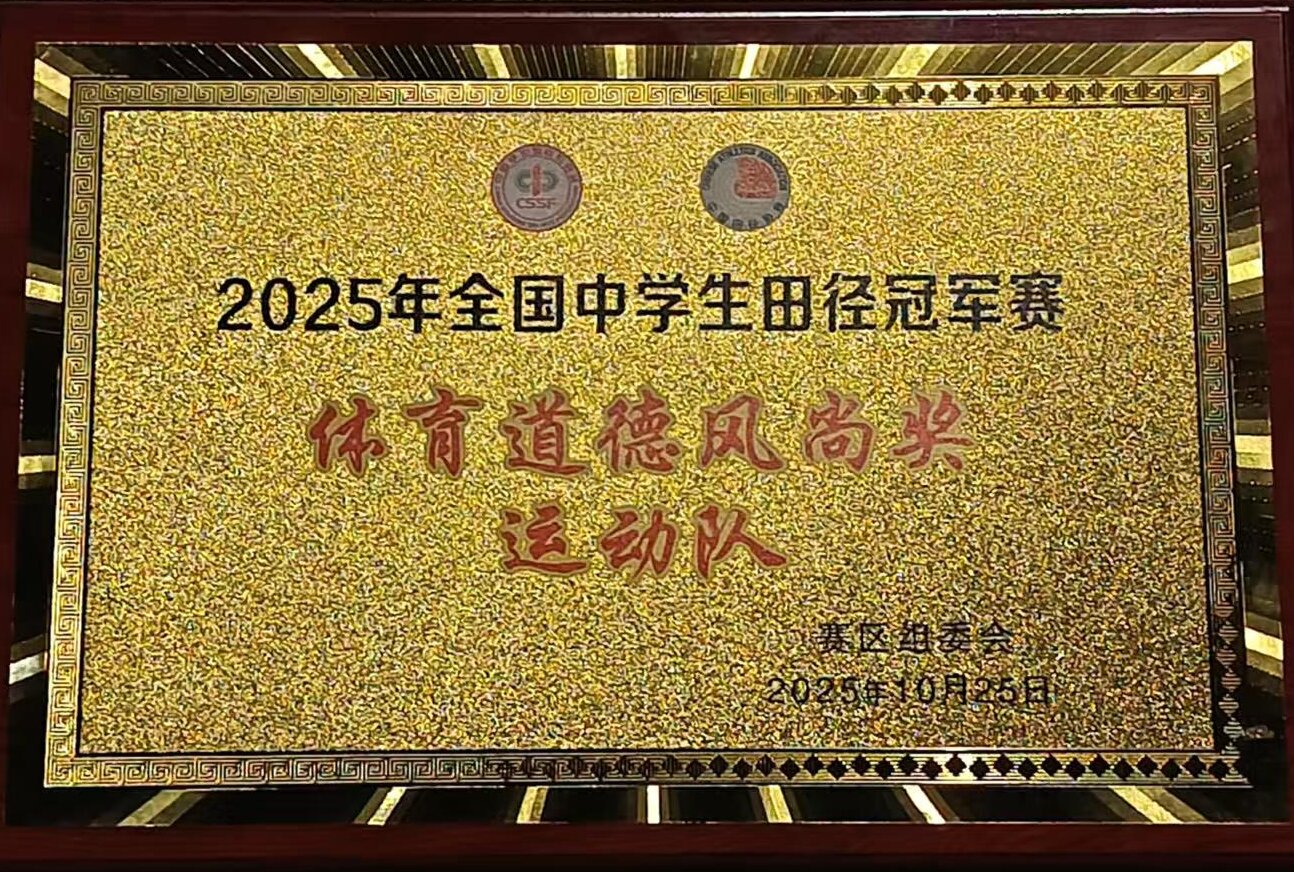 CSSF
2025年全国中学生田径冠军赛
体育道德风尚奖
运动队
赛区组委会
2025年10月25日